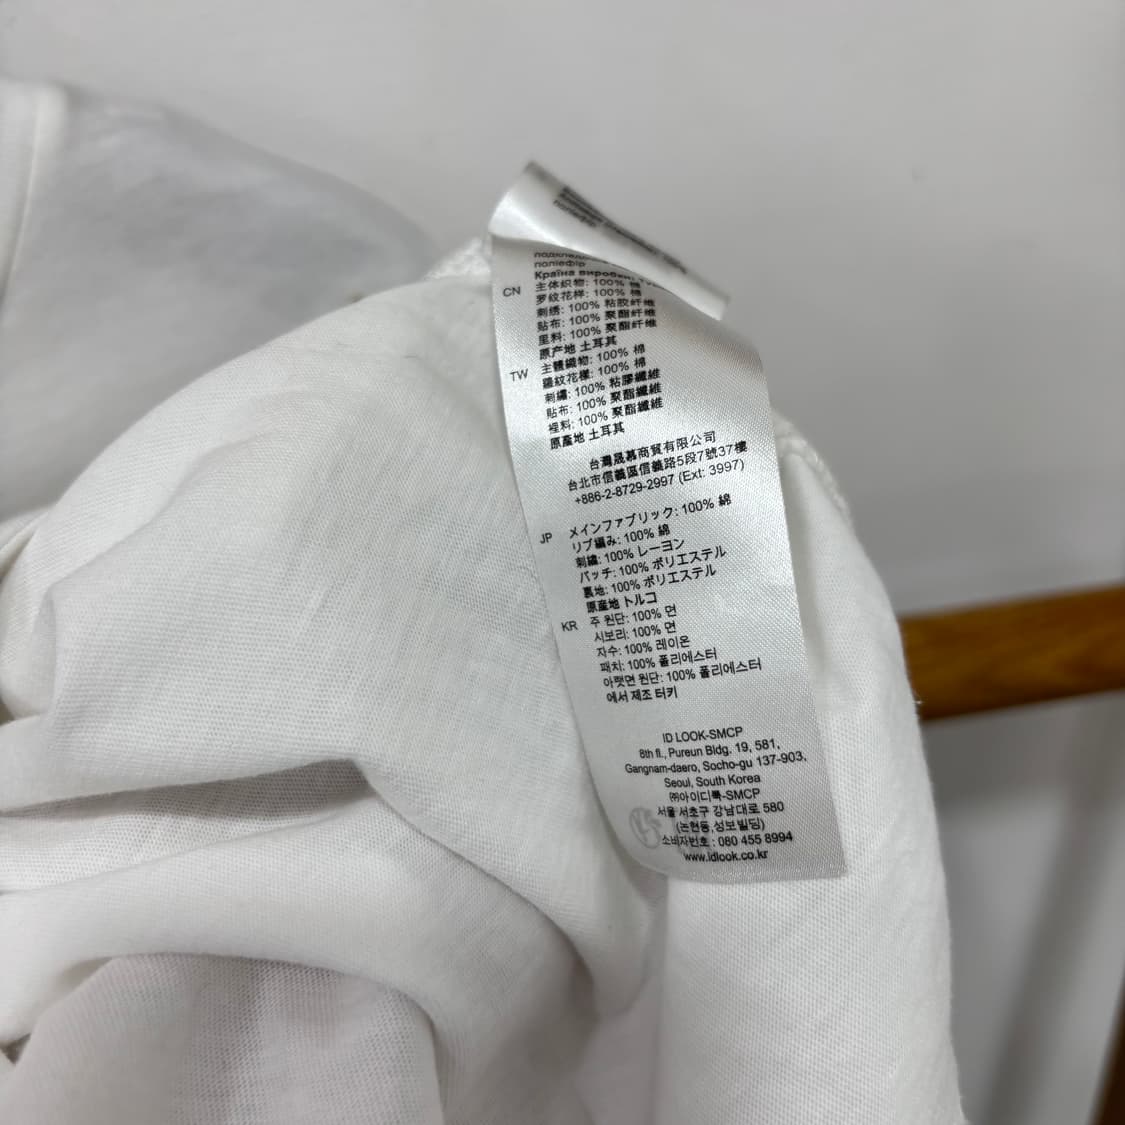 поліефір
Країна виробни
CN 主体织物: 100% 棉
罗纹花样: 100% 棉
刺绣: 100% 粘胶纤维
贴布: 100% 聚酯纤维
里料: 100% 聚酯纤维
原产地 土耳其
TW 主體織物: 100% 棉
羅紋花樣: 100% 棉
刺繡: 100% 粘膠纖維
貼布: 100% 聚酯纖維
裡料: 100% 聚酯纖維
原產地 土耳其
台灣晟幕商貿有限公司
台北市信義區信義路5段7號37樓
+886-2-8729-2997 (Ext: 3997)
JP メインファブリック: 100% 綿
リブ編み: 100% 綿
刺繍: 100% レーヨン
パッチ: 100% ポリエステル
裏地: 100% ポリエステル
原産地 トルコ
KR 주 원단: 100% 면
시보리: 100% 면
자수: 100% 레이온
패치: 100% 폴리에스터
아랫면 원단: 100% 폴리에스터
에서 제조 터키
ID LOOK-SMCP
8th fl., Pureun Bldg. 19, 581,
Gangnam-daero, Socho-gu 137-903,
Seoul, South Korea
㈜아이디룩-SMCP
서울 서초구 강남대로 580
(논현동,성보빌딩)
소비자번호 : 080 455 8994
www.idlook.co.kr